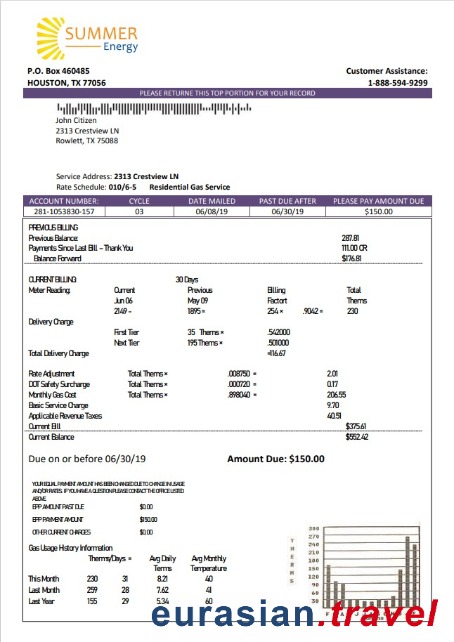 SUMMER
Energy
P.O. Box 460485
HOUSTON, TX 77056
Customer Assistance:
1-888-594-9299
PLEASE RETURNE THIS TOP PORTION FOR YOUR RECORD
John Citizen
2313 Crestview LN
Rowlett, TX 75088
Service Address: 2313 Crestview LN
Rate Schedule: 010/6-5 Residential Gas Service
ACCOUNT NUMBER: CYCLE DATE MAILED PAST DUE AFTER PLEASE PAY AMOUNT DUE
281-1053830-157 03 06/08/19 06/30/19 $150.00
PREVIOUS BILLING
Previous Balance: 287.81
Payments Since Last Bill – Thank You 111.00 CR
Balance Forward $176.81
CURRENT BILLING: 30 Days
Meter Reading: Current Previous Billing Total
Jun 06 May 09 Factort Therms
2149 – 1895 = 254 × .9042 = 230
Delivery Charge
First Tier 35 Therms × .542000
Next Tier 195 Therms × .501000
Total Delivery Charge =116.67
Rate Adjustment Total Therms × .008750 = 2.01
DOT Safety Surcharge Total Therms × .000720 = 0.17
Monthly Gas Cost Total Therms × .898040 = 206.55
Basic Service Charge 9.70
Applicable Revenue Taxes 40.51
Current Bill $375.61
Current Balance $552.42
Due on or before 06/30/19 Amount Due: $150.00
YOUR EQUAL PAYMENT AMOUNT HAS BEEN CHANGED DUE TO CHANGE IN USAGE
AND/OR RATES. IF YOU HAVE A QUESTION PLEASE CONTACT THE OFFICE LISTED
ABOVE.
EPP AMOUNT PAST DUE $0.00
EPP PAYMENT AMOUNT $150.00
OTHER CURRENT CHARGES $0.00
Gas Usage History Information
Therms/Days = Avg Daily Avg Monthly
Terms Temperature
This Month 230 31 8.21 40
Last Month 259 28 7.62 41
Last Year 155 29 5.34 60
THERMS
300
270
240
210
180
150
120
90
60
30
F A J A O D
eurasian.travel